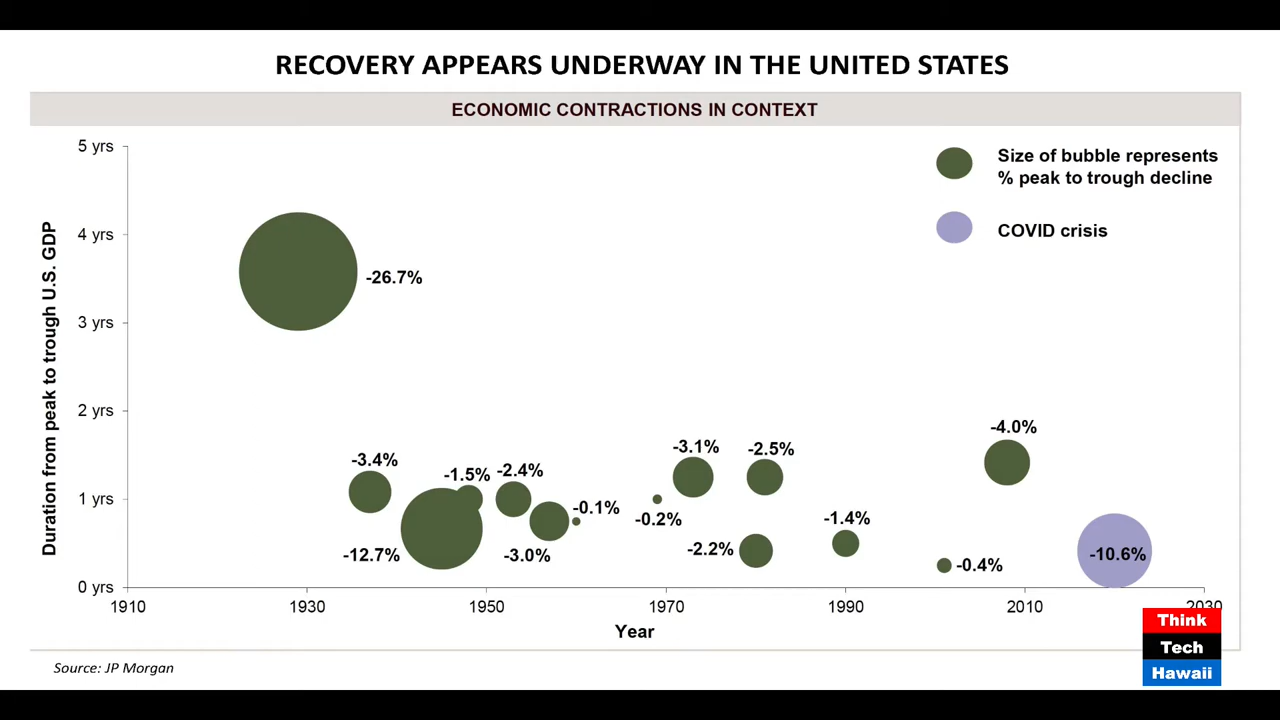 RECOVERY APPEARS UNDERWAY IN THE UNITED STATES
ECONOMIC CONTRACTIONS IN CONTEXT
Size of bubble represents
% peak to trough decline
COVID crisis
Duration from peak to trough U.S. GDP
5 yrs
4 yrs
3 yrs
2 yrs
1 yrs
0 yrs
-26.7%
-3.4%
-12.7%
-1.5%
-2.4%
-3.0%
-0.1%
-0.2%
-3.1%
-2.2%
-2.5%
-1.4%
-0.4%
-4.0%
-10.6%
1910
1930
1950
1970
1990
2010
2030
Year
Source: JP Morgan
Think
Tech
Hawaii